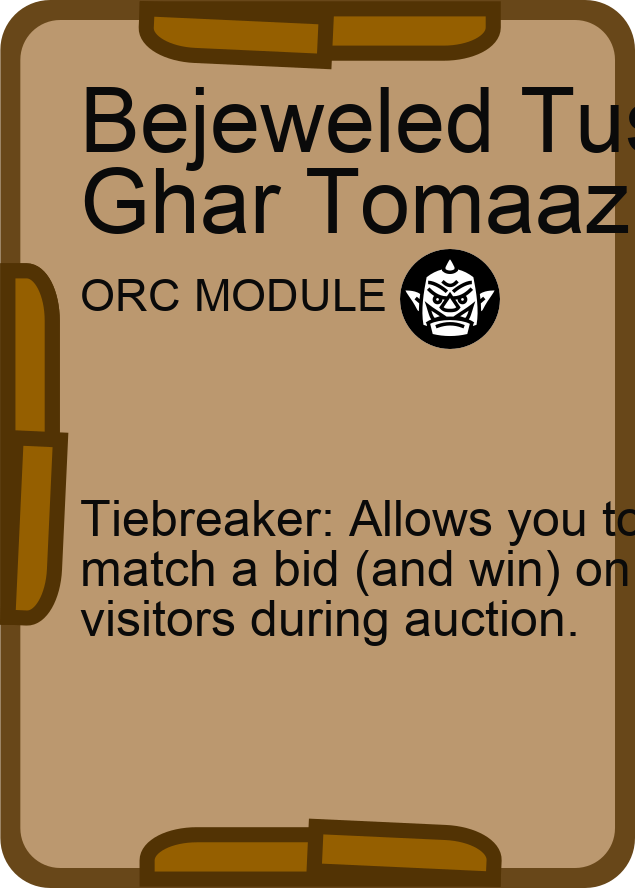 Bejeweled Tus
Ghar Tomaaz
ORC MODULE
Tiebreaker: Allows you to
match a bid (and win) on
visitors during auction.